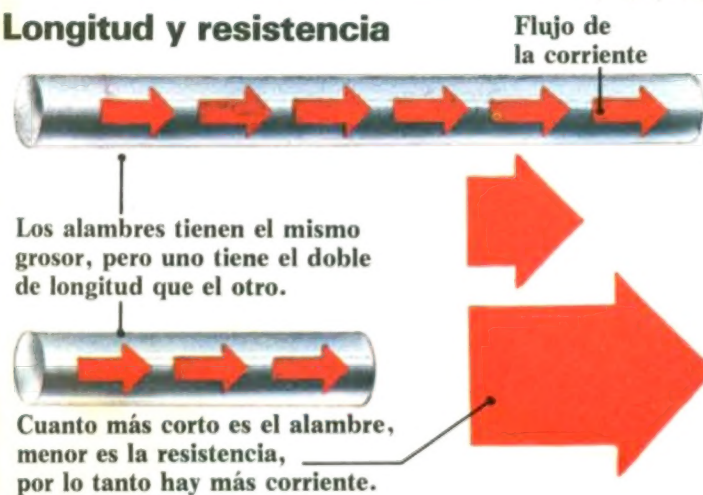 Longitud y resistencia
Flujo de
la corriente
Los alambres tienen el mismo
grosor, pero uno tiene el doble
de longitud que el otro.
Cuanto más corto es el alambre,
menor es la resistencia,
por lo tanto hay más corriente.